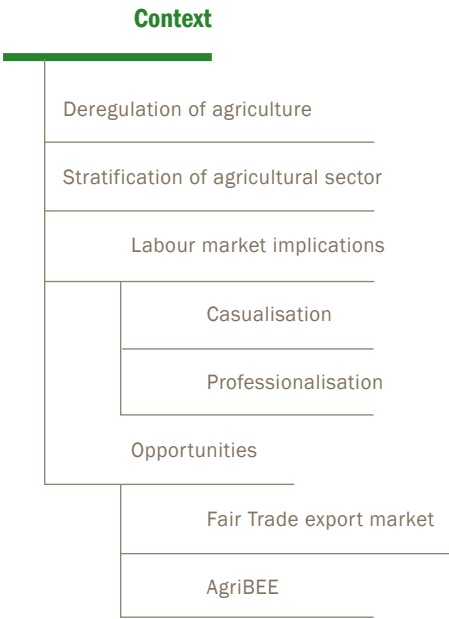 Context
Deregulation of agriculture
Stratification of agricultural sector
Labour market implications
Casualisation
Professionalisation
Opportunities
Fair Trade export market
AgriBEE